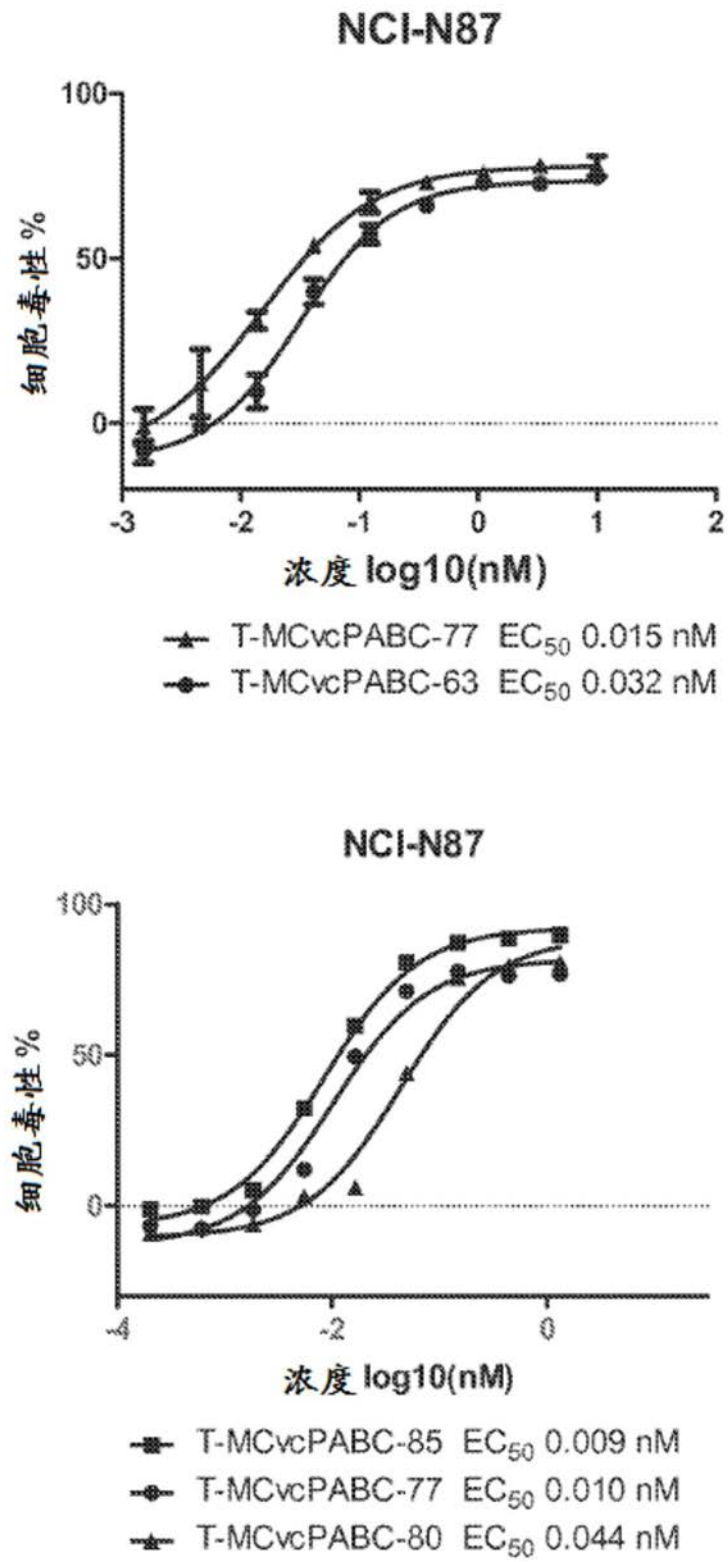 NCI-N87
100
50
0
细胞毒性 %
-3 -2 -1 0 1 2
浓度 log10(nM)
T-MCvcPABC-77 EC50 0.015 nM
T-MCvcPABC-63 EC50 0.032 nM
NCI-N87
100
50
0
细胞毒性 %
-4 -2 0
浓度 log10(nM)
T-MCvcPABC-85 EC50 0.009 nM
T-MCvcPABC-77 EC50 0.010 nM
T-MCvcPABC-80 EC50 0.044 nM